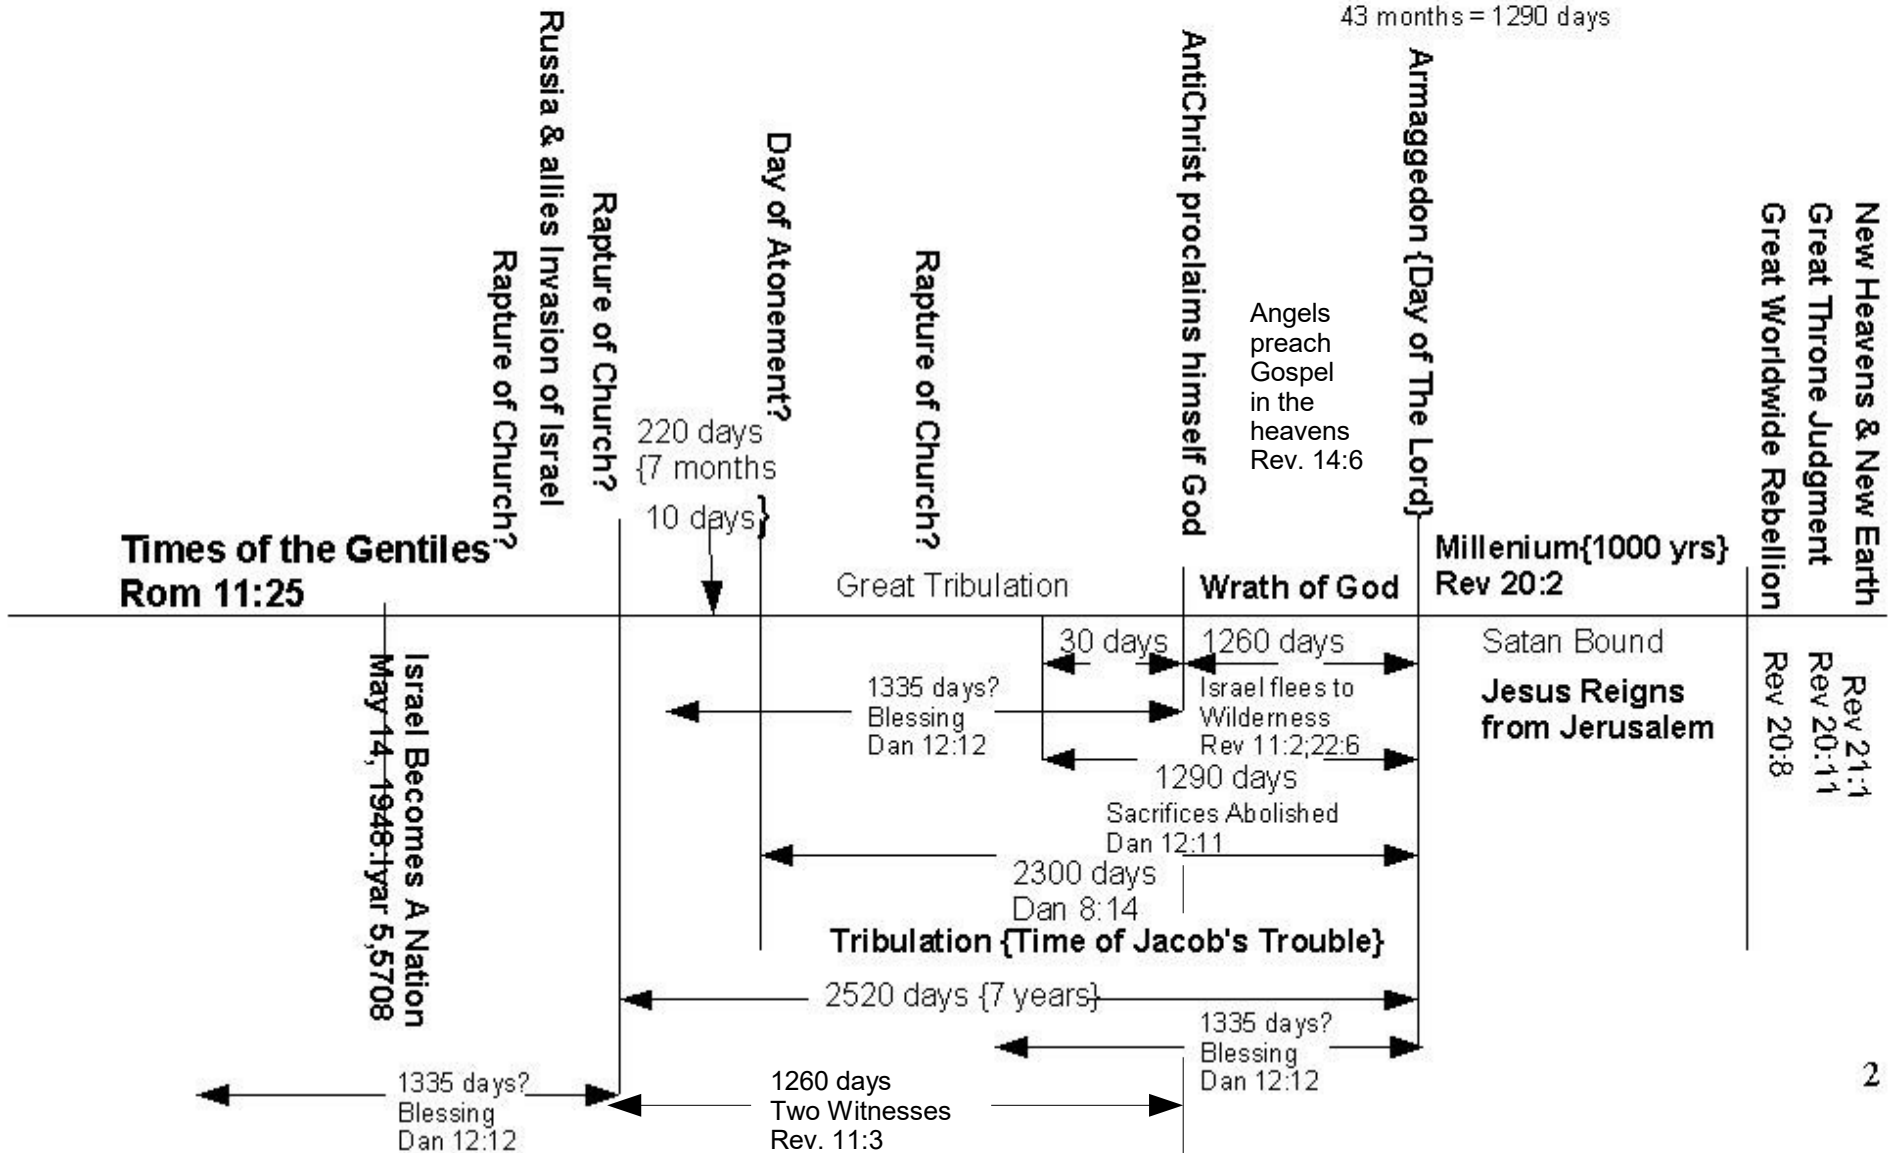 43 months = 1290 days
Russia & allies Invasion of Israel
Rapture of Church?
Rapture of Church?
Day of Atonement?
Rapture of Church?
AntiChrist proclaims himself God
Armaggedon {Day of The Lord}
Great Worldwide Rebellion
Great Throne Judgment
New Heavens & New Earth
Angels
preach
Gospel
in the
heavens
Rev. 14:6
220 days
{7 months
10 days}
Times of the Gentiles
Rom 11:25
Great Tribulation
Wrath of God
Millenium{1000 yrs}
Rev 20:2
30 days
1260 days
Satan Bound
1335 days?
Blessing
Dan 12:12
Israel flees to
Wilderness
Rev 11:2;22:6
Jesus Reigns
from Jerusalem
Rev 20:8
Rev 20:11
Rev 21:1
Israel Becomes A Nation
May 14, 1948:Iyar 5,5708
1290 days
Sacrifices Abolished
Dan 12:11
2300 days
Dan 8:14
Tribulation {Time of Jacob's Trouble}
2520 days {7 years}
1335 days?
Blessing
Dan 12:12
1335 days?
Blessing
Dan 12:12
1260 days
Two Witnesses
Rev. 11:3
2